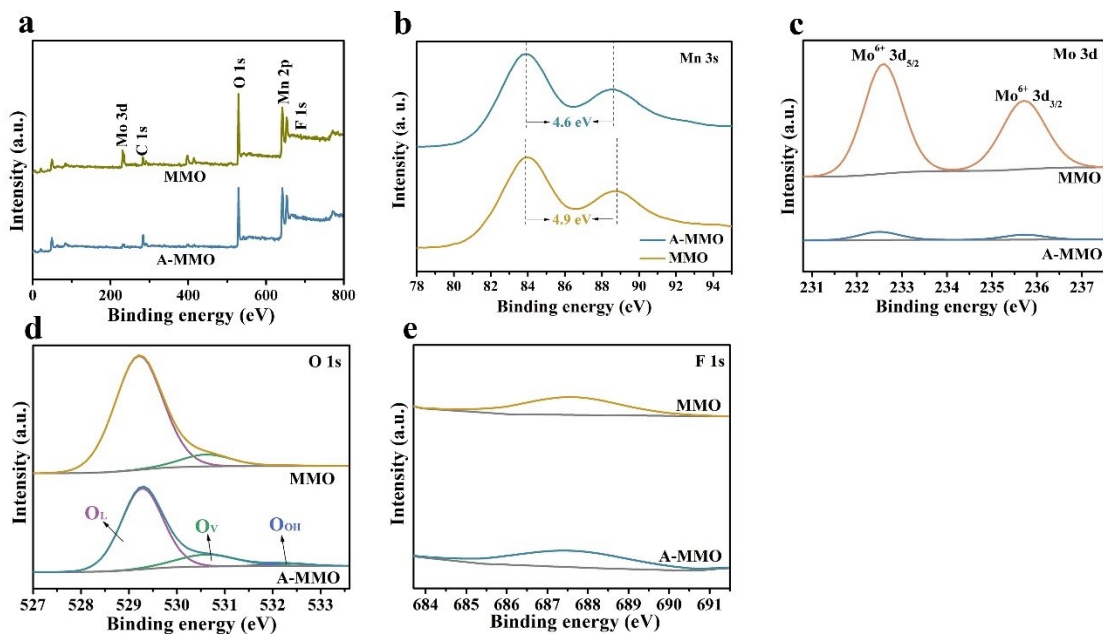 a
Intensity (a.u.)
Mo 3d
C 1s
O 1s
Mn 2p
F 1s
MMO
A-MMO
0 200 400 600 800
Binding energy (eV)
b
Intensity (a.u.)
Mn 3s
4.6 eV
4.9 eV
A-MMO
MMO
78 80 82 84 86 88 90 92 94
Binding energy (eV)
c
Intensity (a.u.)
Mo 3d
Mo⁶⁺ 3d₅/₂
Mo⁶⁺ 3d₃/₂
MMO
A-MMO
231 232 233 234 235 236 237
Binding energy (eV)
d
Intensity (a.u.)
O 1s
MMO
OL
OV
OOH
A-MMO
527 528 529 530 531 532 533
Binding energy (eV)
e
Intensity (a.u.)
F 1s
MMO
A-MMO
684 685 686 687 688 689 690 691
Binding energy (eV)